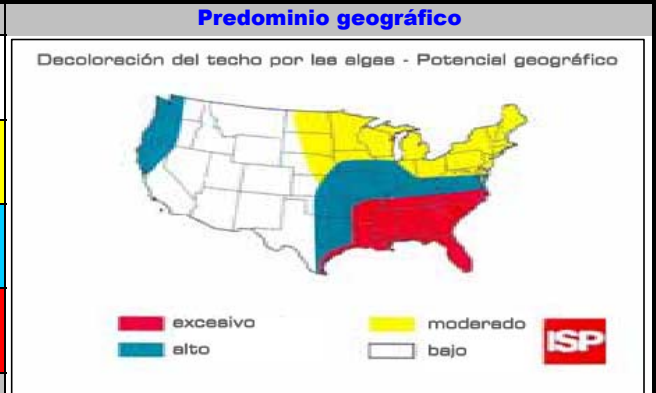 Predominio geográfico
Decoloración del techo por las algas - Potencial geográfico
excesivo
moderado
alto
bajo
ISP